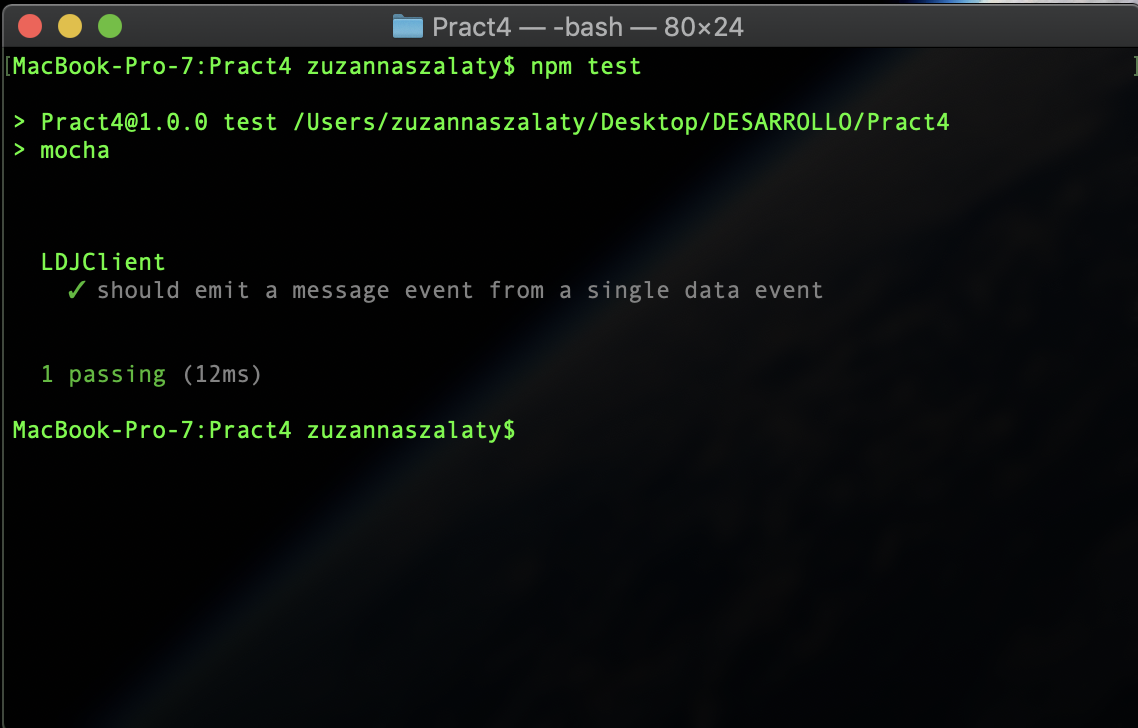 Pract4 — -bash — 80×24
[MacBook-Pro-7:Pract4 zuzannaszalaty$ npm test ]
> Pract4@1.0.0 test /Users/zuzannaszalaty/Desktop/DESARROLLO/Pract4
> mocha
LDJClient
✓ should emit a message event from a single data event
1 passing (12ms)
MacBook-Pro-7:Pract4 zuzannaszalaty$